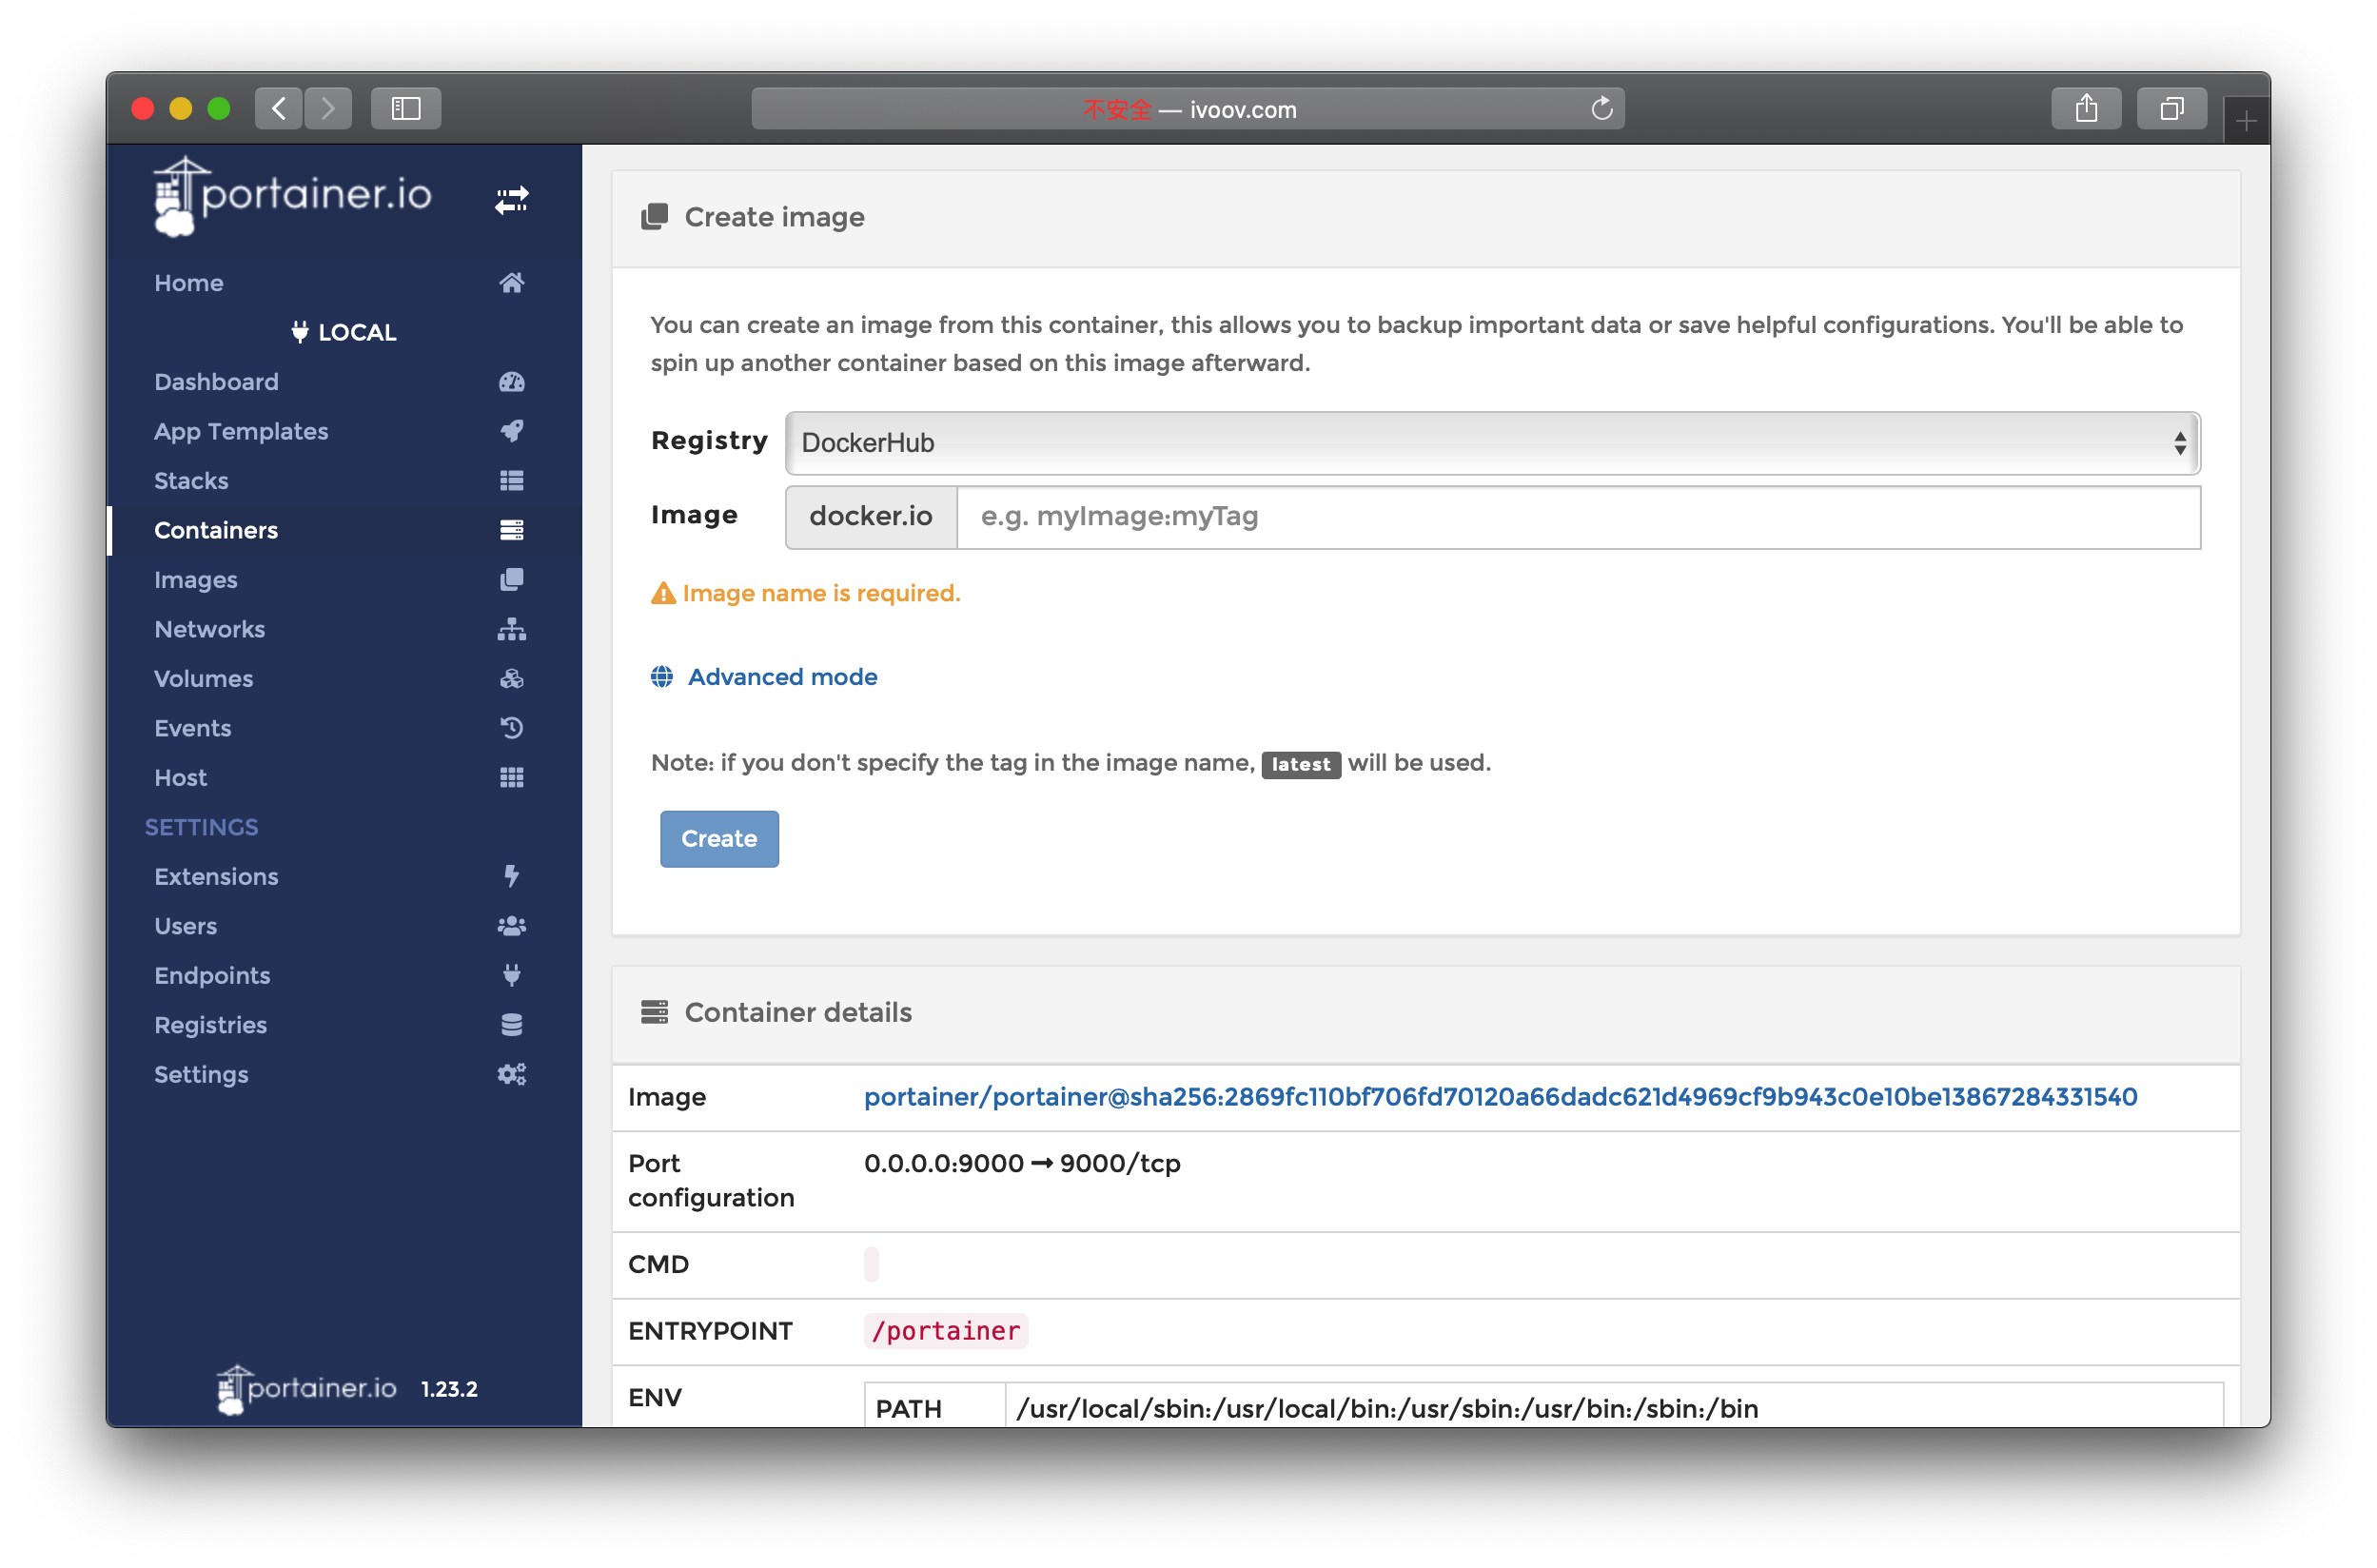 不安全 — ivoov.com
portainer.io
Home
LOCAL
Dashboard
App Templates
Stacks
Containers
Images
Networks
Volumes
Events
Host
SETTINGS
Extensions
Users
Endpoints
Registries
Settings
portainer.io 1.23.2
Create image
You can create an image from this container, this allows you to backup important data or save helpful configurations. You'll be able to
spin up another container based on this image afterward.
Registry DockerHub
Image docker.io e.g. myImage:myTag
Image name is required.
Advanced mode
Note: if you don't specify the tag in the image name, latest will be used.
Create
Container details
Image portainer/portainer@sha256:2869fc110bf706fd70120a66dadc621d4969cf9b943c0e10be13867284331540
Port configuration 0.0.0.0:9000 → 9000/tcp
CMD
ENTRYPOINT /portainer
ENV PATH /usr/local/sbin:/usr/local/bin:/usr/sbin:/usr/bin:/sbin:/bin